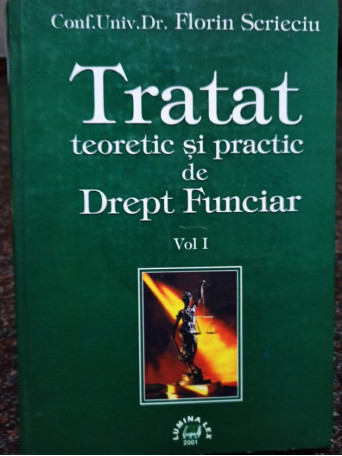 Conf.Univ.Dr. Florin Scrieciu
Tratat
teoretic și practic
de
Drept Funciar
Vol I
LUMINA LEX
2001